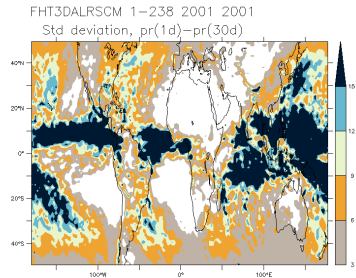 FHT3DALRSCM 1-238 2001 2001
Std deviation, pr(1d)-pr(30d)
40°N
20°N
0°
20°S
40°S
100°W
0°
100°E
15
12
9
6
3